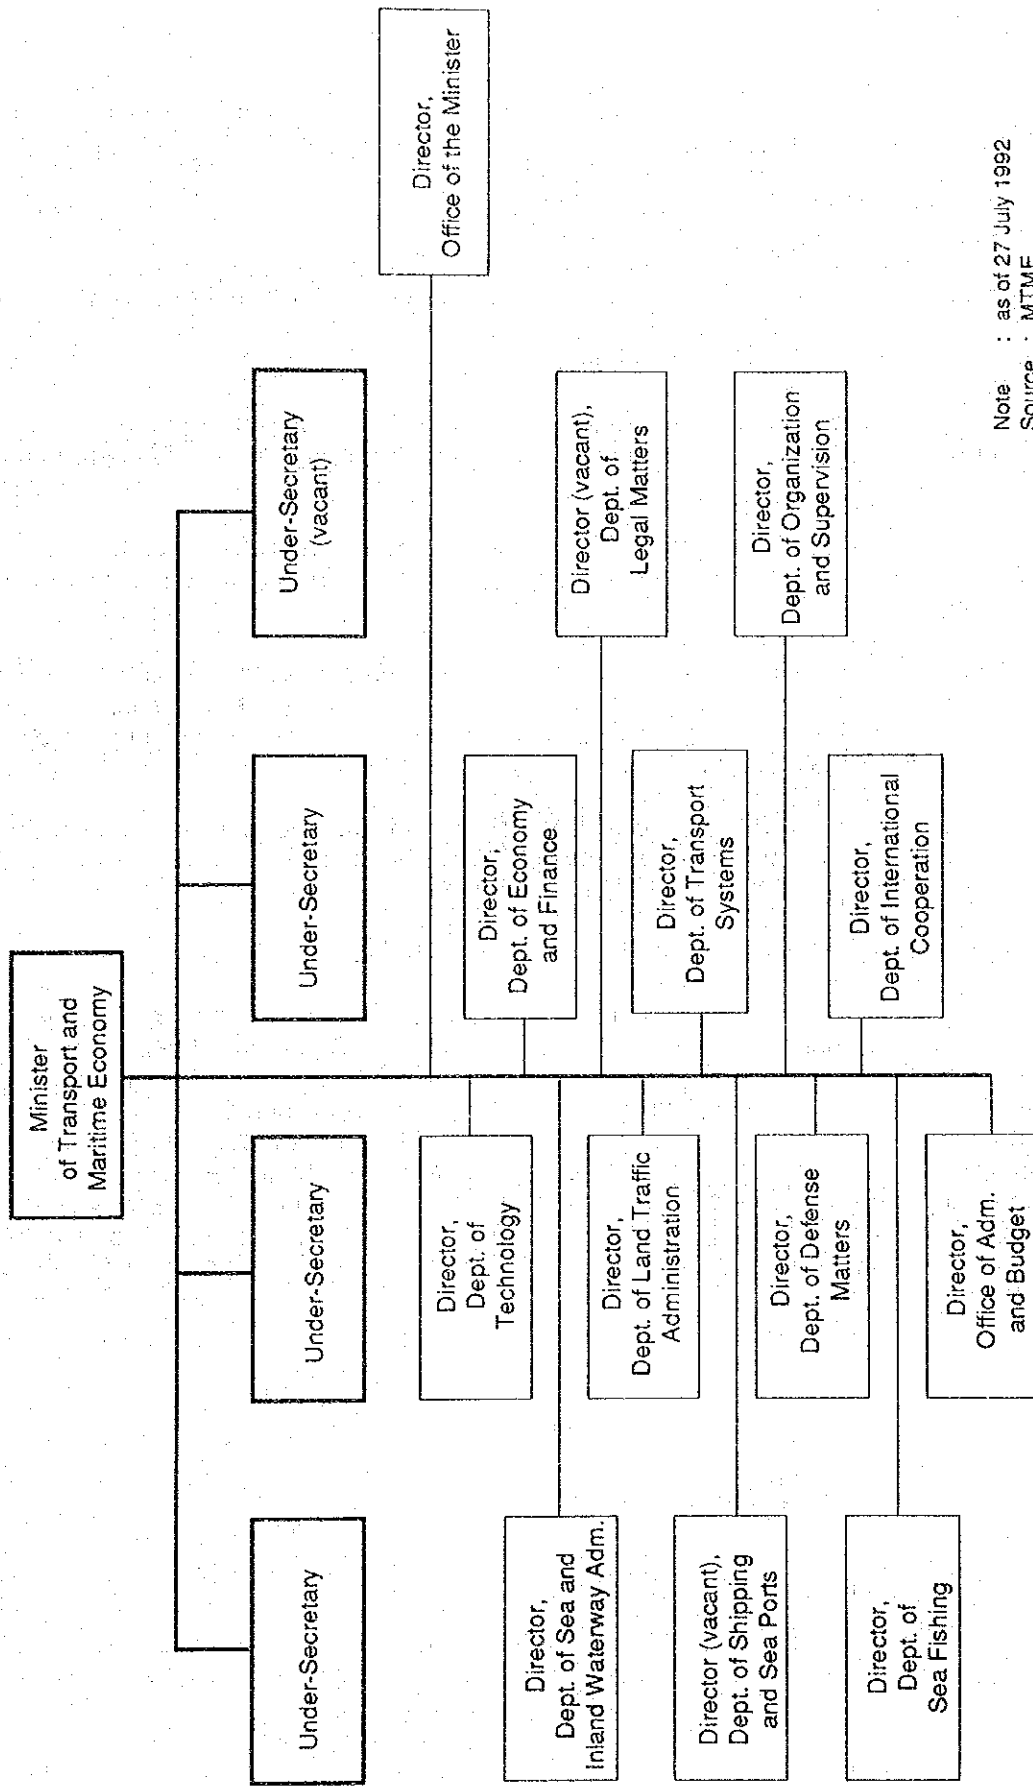 Minister
of Transport and
Maritime Economy
Under-Secretary
Under-Secretary
Under-Secretary
Under-Secretary
(vacant)
Director,
Office of the Minister
Director,
Dept. of
Technology
Director,
Dept. of Economy
and Finance
Director,
Dept. of Sea and
Inland Waterway Adm.
Director (vacant),
Dept. of
Legal Matters
Director,
Dept. of Land Traffic
Administration
Director,
Dept. of Transport
Systems
Director (vacant),
Dept. of Shipping
and Sea Ports
Director,
Dept. of Organization
and Supervision
Director,
Dept. of Defense
Matters
Director,
Dept. of International
Cooperation
Director,
Dept. of
Sea Fishing
Director,
Office of Adm.
and Budget
Note : as of 27 July 1992
Source : MTME